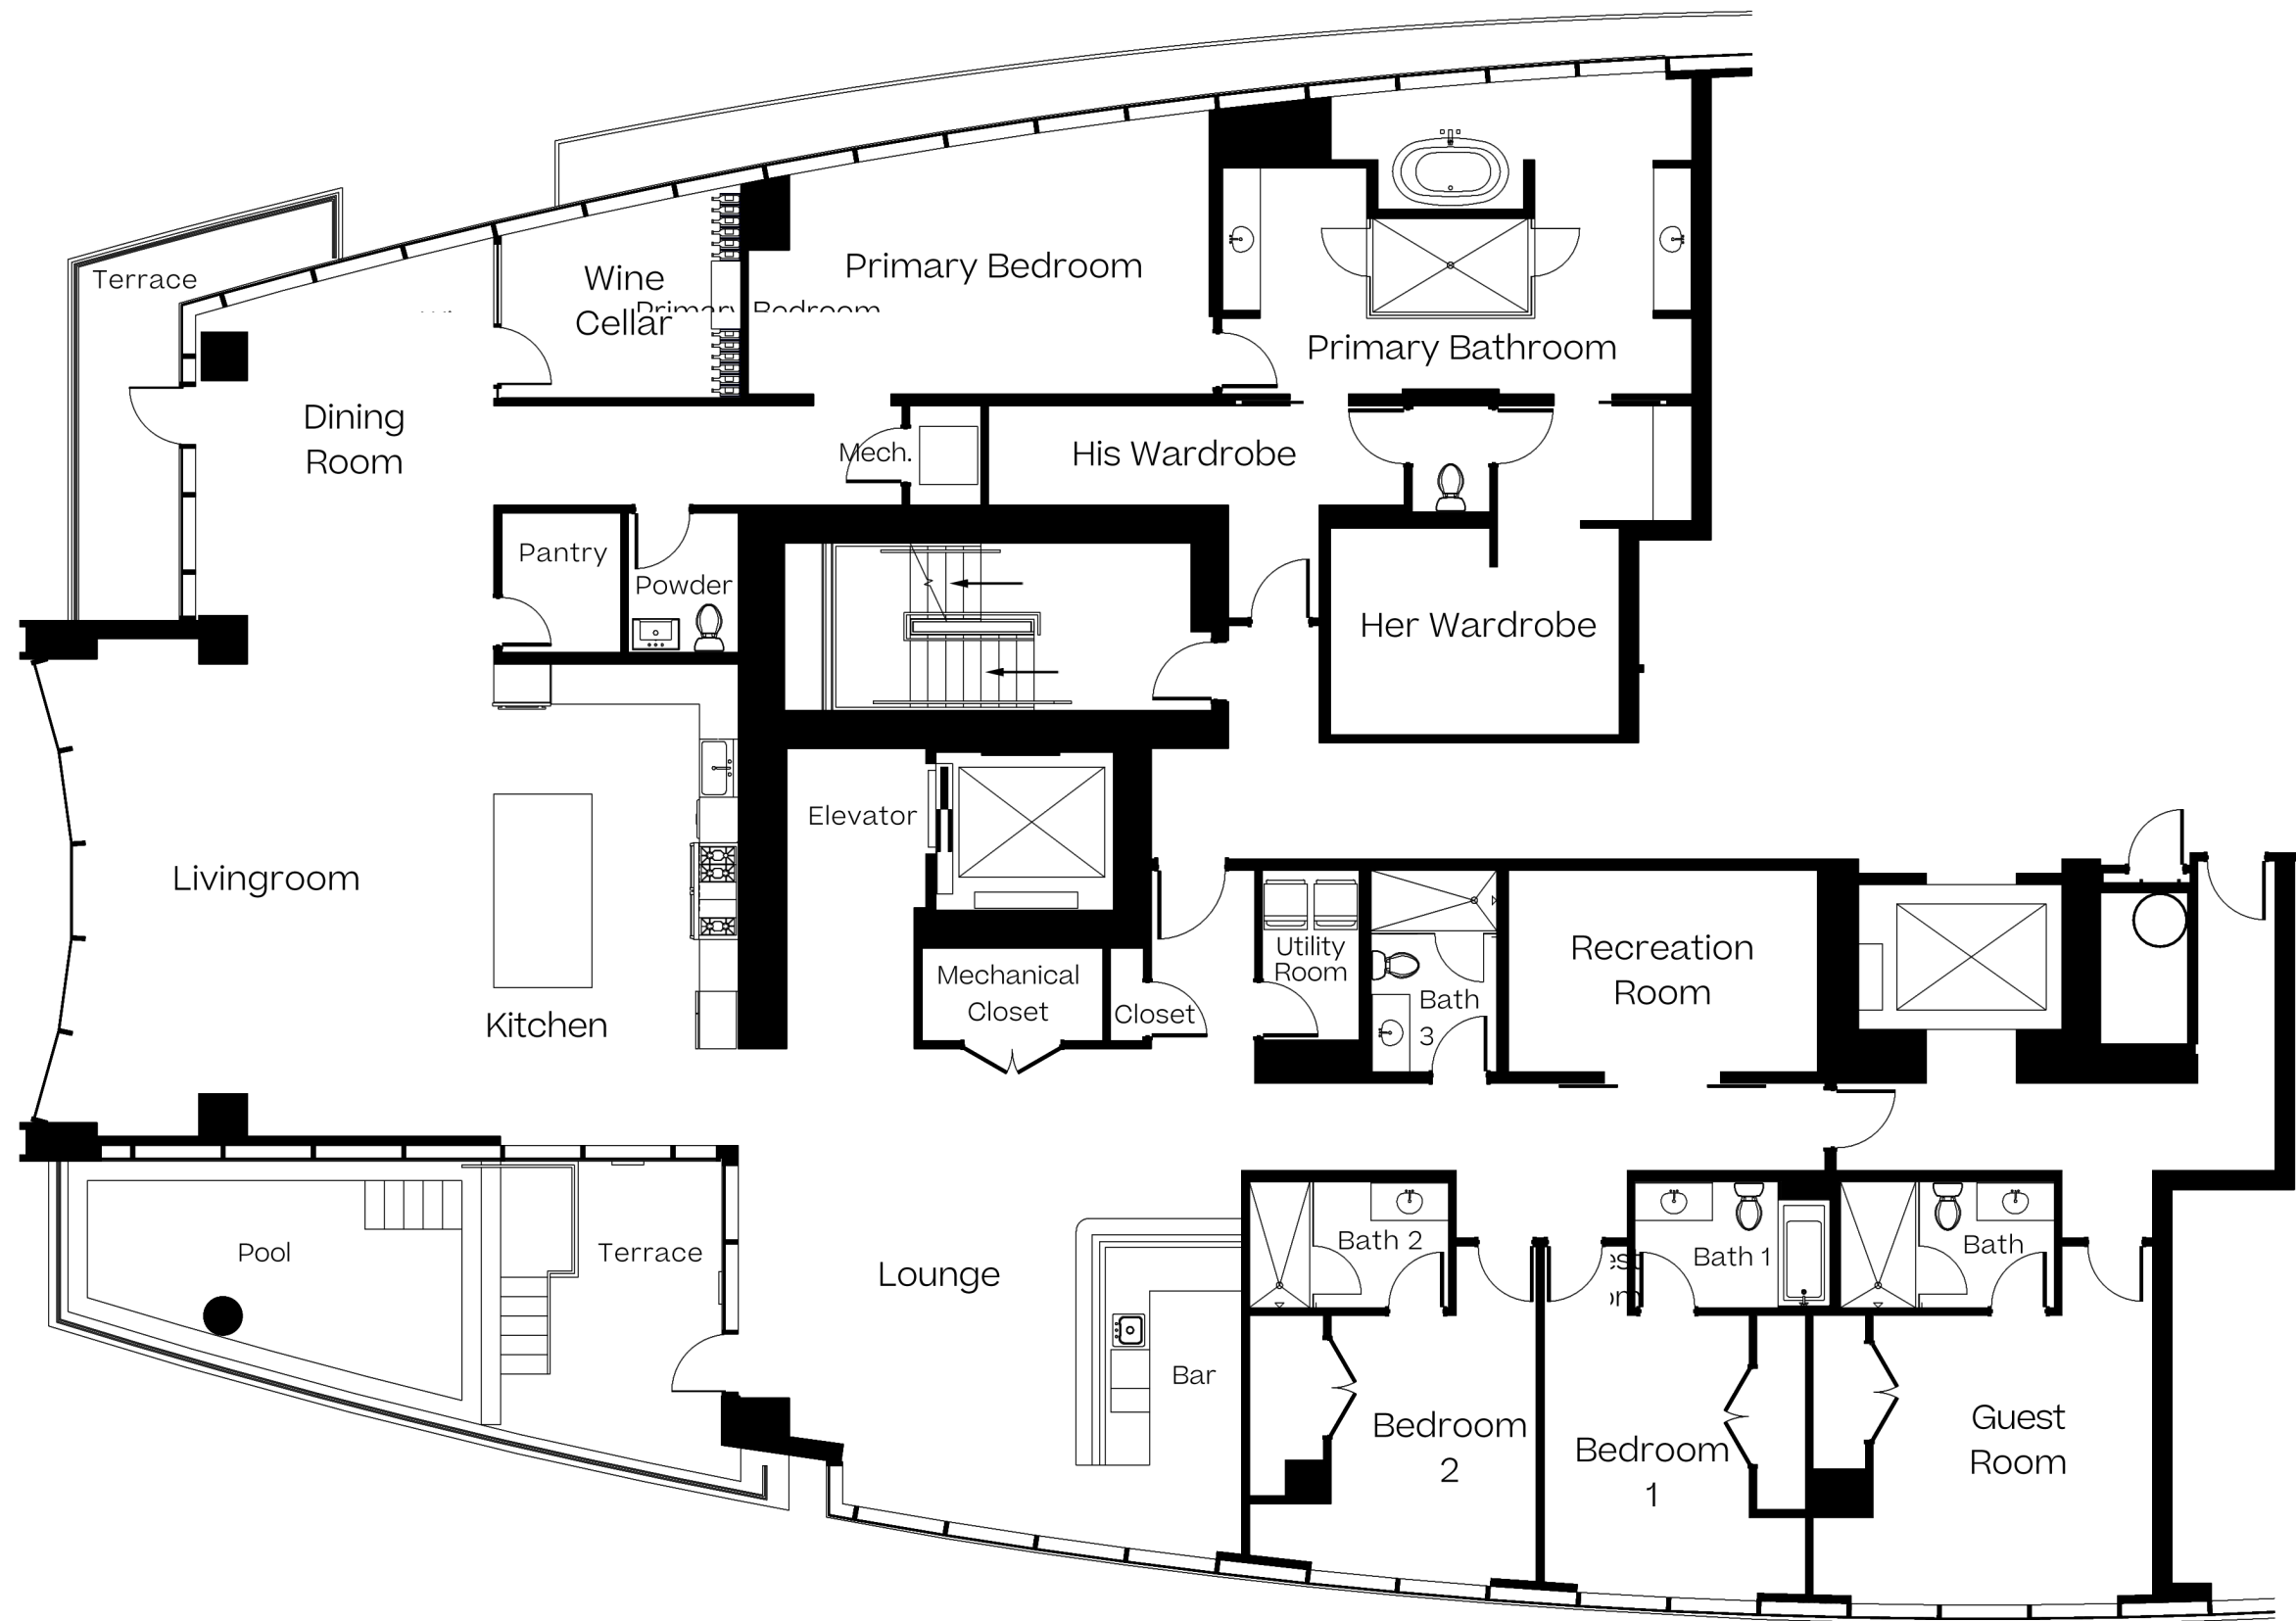 Terrace
Wine
Cellar
Primary Bedroom
Primary Bedroom
Primary Bathroom
Dining
Room
Mech.
His Wardrobe
Pantry
Powder
Her Wardrobe
Elevator
Livingroom
Kitchen
Mechanical
Closet
Closet
Utility
Room
Bath
3
Recreation
Room
Pool
Terrace
Lounge
Bar
Bath 2
Bath 1
Bath
Bedroom
2
Bedroom
1
Guest
Room